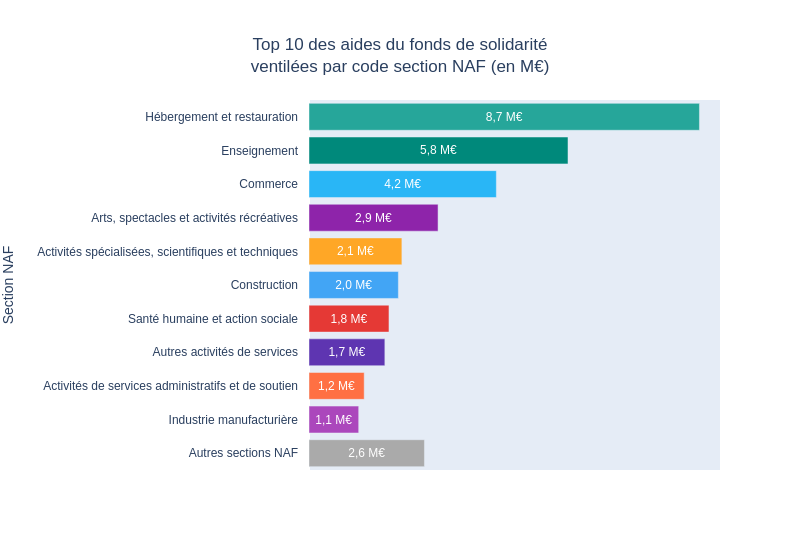 Top 10 des aides du fonds de solidarité
ventilées par code section NAF (en M€)
Section NAF
Hébergement et restauration 8,7 M€
Enseignement 5,8 M€
Commerce 4,2 M€
Arts, spectacles et activités récréatives 2,9 M€
Activités spécialisées, scientifiques et techniques 2,1 M€
Construction 2,0 M€
Santé humaine et action sociale 1,8 M€
Autres activités de services 1,7 M€
Activités de services administratifs et de soutien 1,2 M€
Industrie manufacturière 1,1 M€
Autres sections NAF 2,6 M€